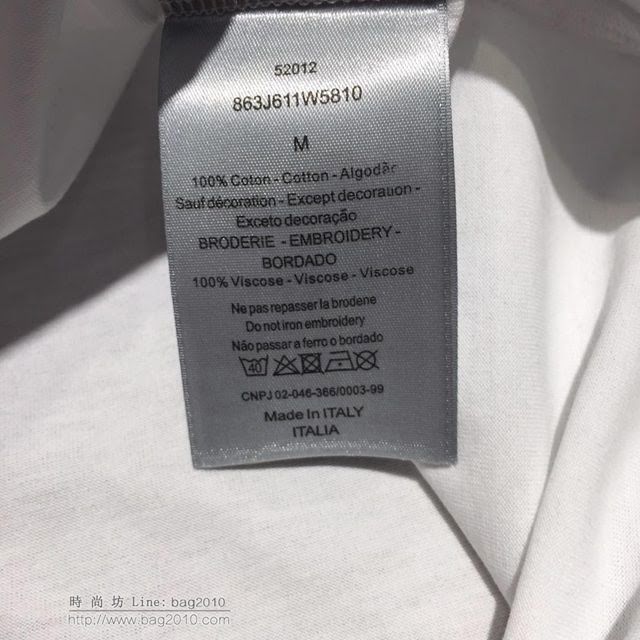 52012
863J611W5810
M
100% Coton - Cotton - Algodãr
Sauf décoration - Except decorauon -
Exceto decoração
BRODERIE - EMBROIDERY -
BORDADO
100% Viscose - Viscose - Viscose
Ne pas repasser la brodene
Do not iron embroidery
Não passar a ferro o bordado
40
CNPJ 02-046-366/0003-99
Made In ITALY
ITALIA
時尚坊 Line: bag2010
http://www.bag2010.com